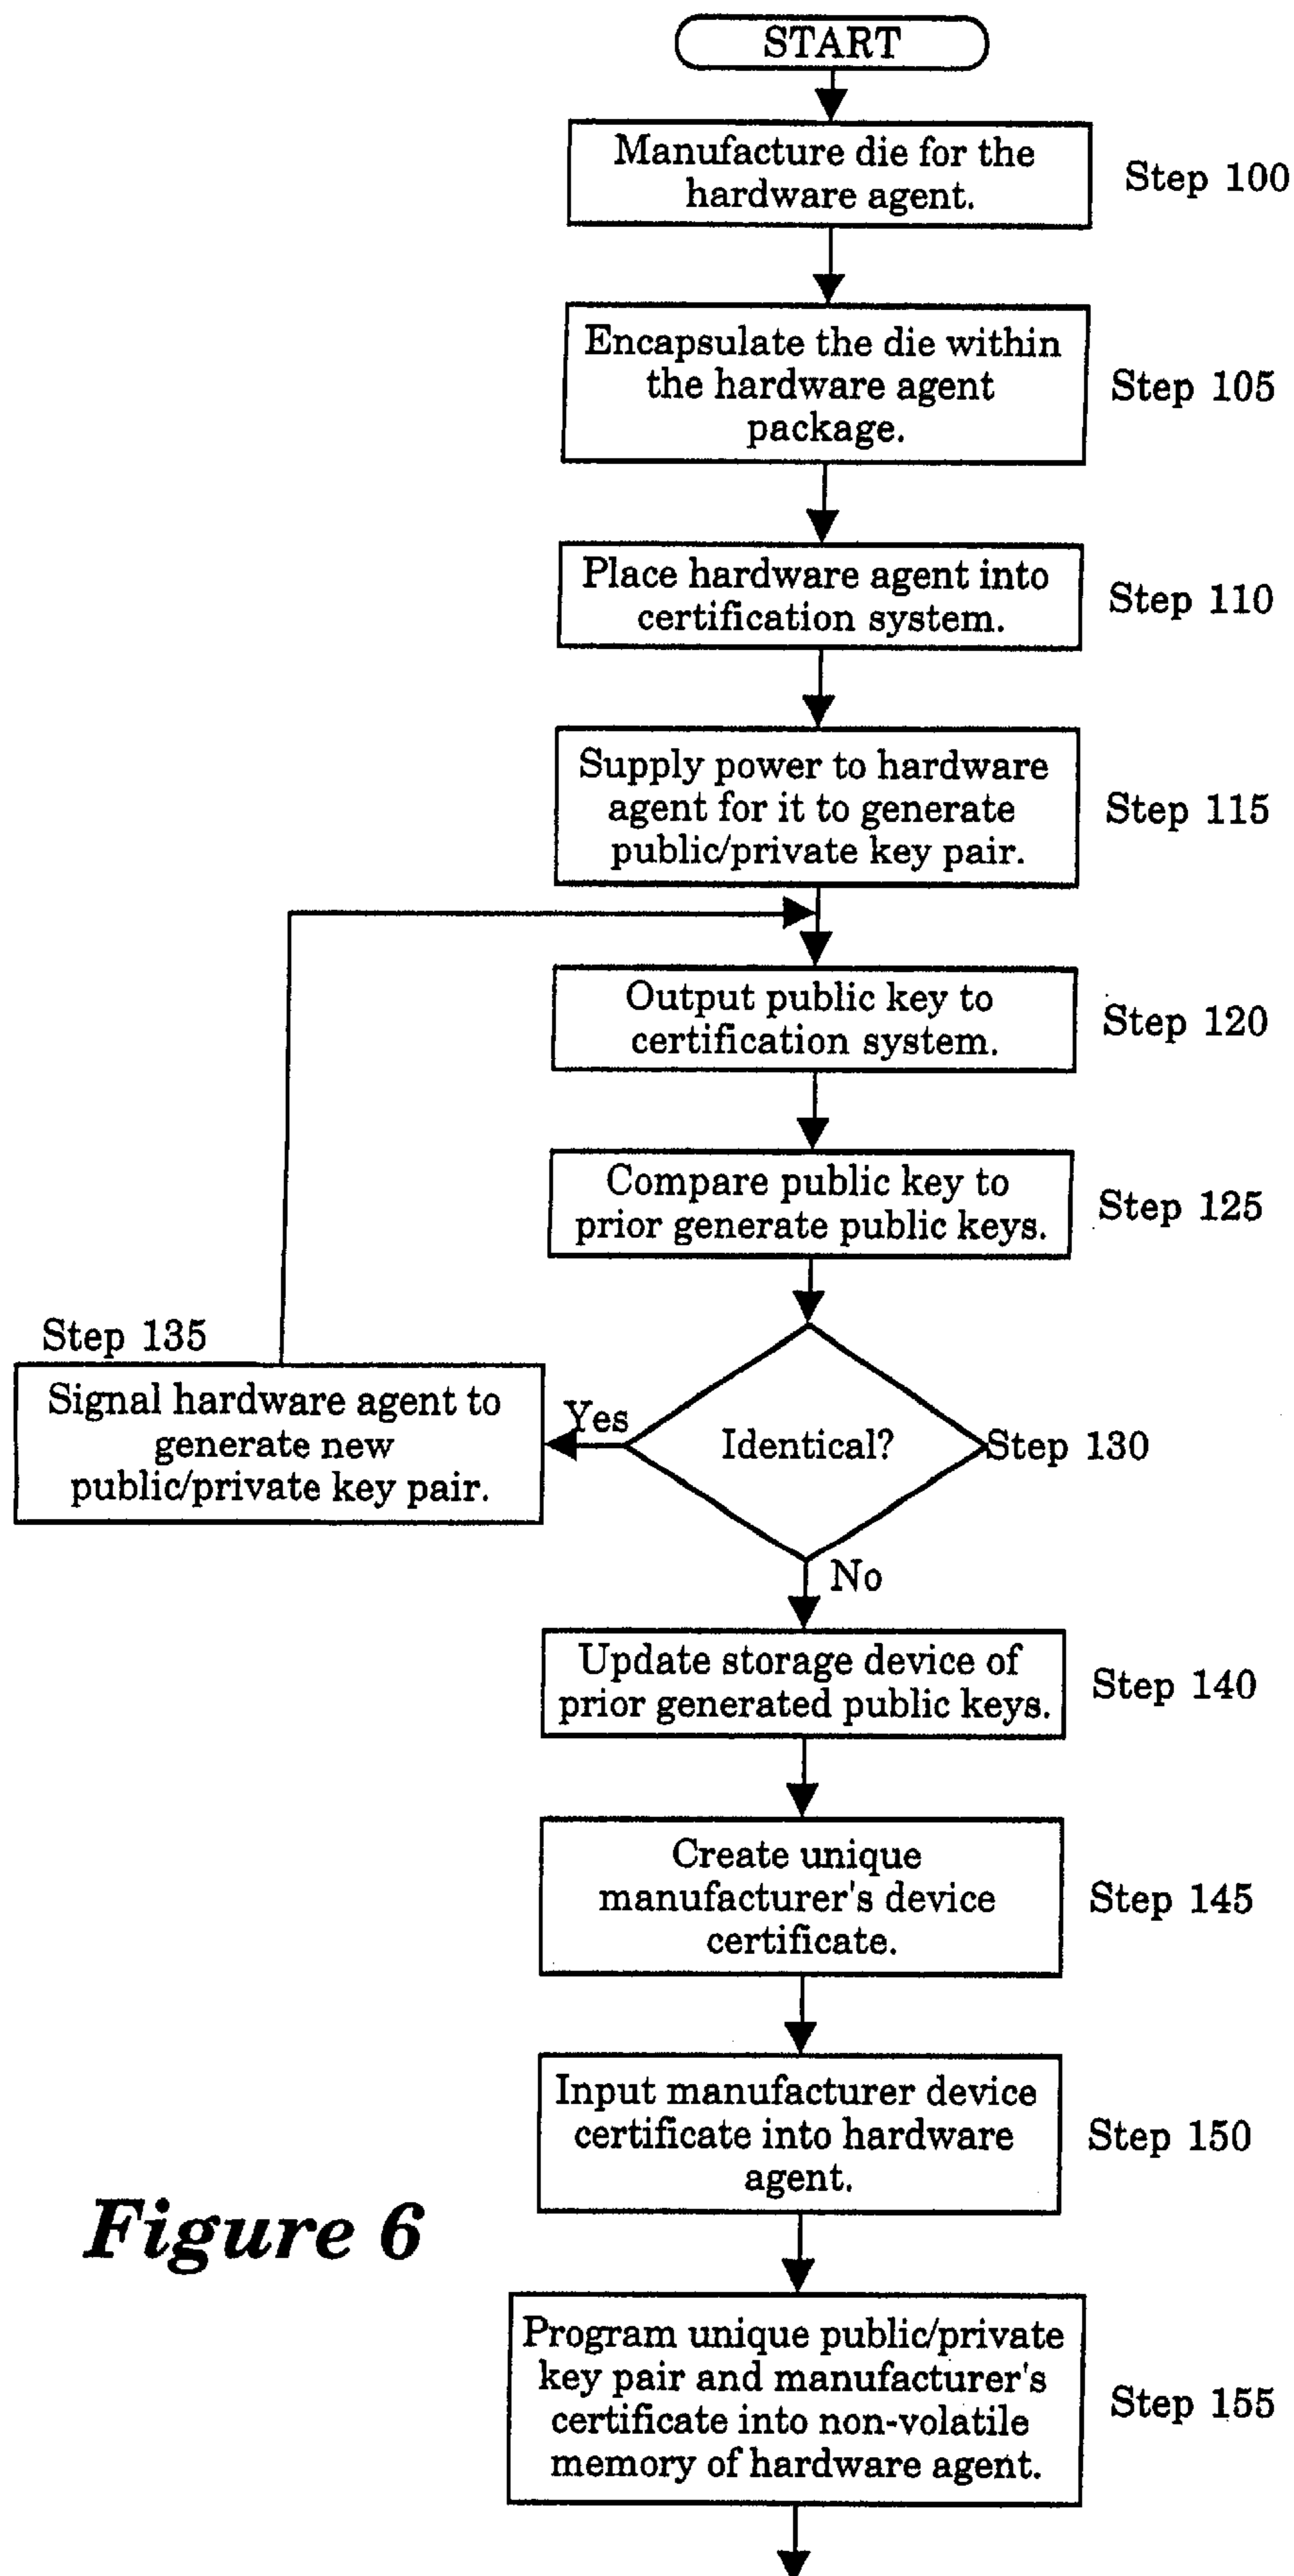 START
Manufacture die for the
hardware agent.
Step 100
Encapsulate the die within
the hardware agent
package.
Step 105
Place hardware agent into
certification system.
Step 110
Supply power to hardware
agent for it to generate
public/private key pair.
Step 115
Output public key to
certification system.
Step 120
Compare public key to
prior generate public keys.
Step 125
Step 135
Signal hardware agent to
generate new
public/private key pair.
Yes
Identical?
Step 130
No
Update storage device of
prior generated public keys.
Step 140
Create unique
manufacturer's device
certificate.
Step 145
Input manufacturer device
certificate into hardware
agent.
Step 150
Figure 6
Program unique public/private
key pair and manufacturer's
certificate into non-volatile
memory of hardware agent.
Step 155